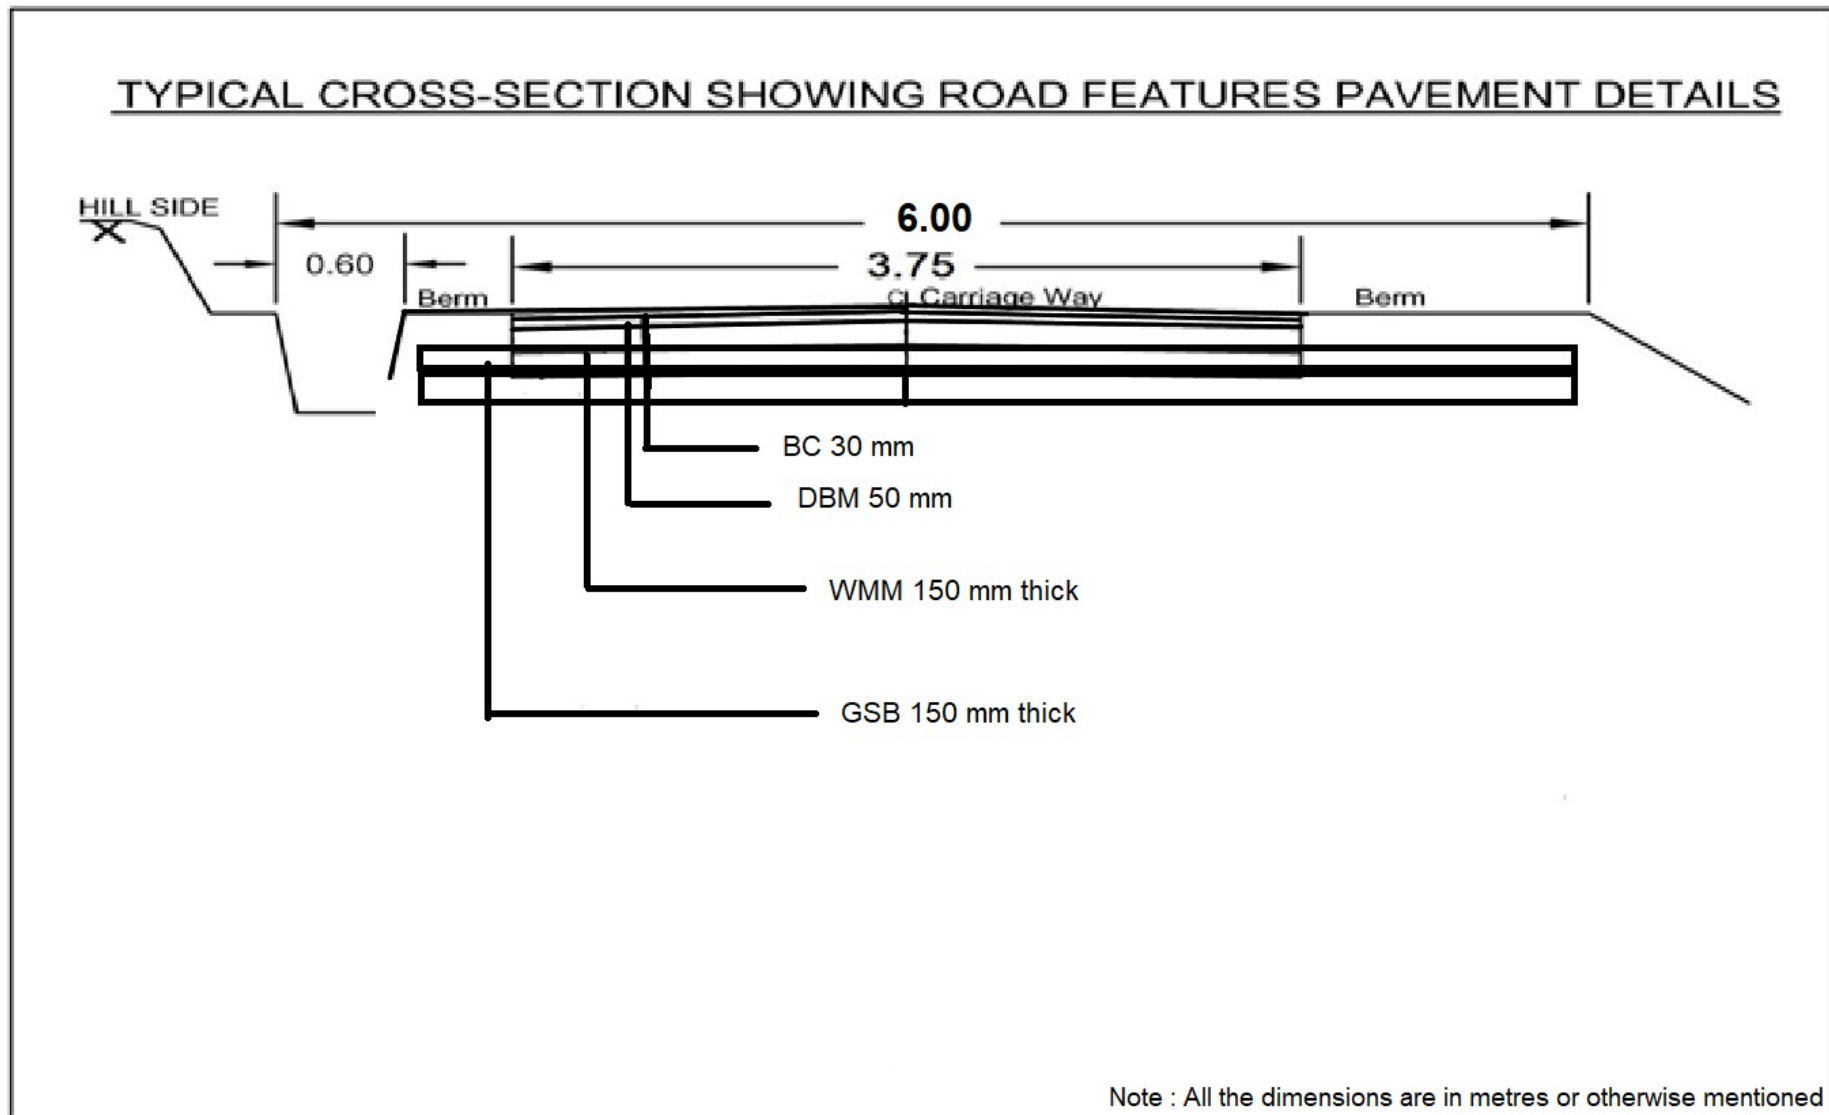 TYPICAL CROSS-SECTION SHOWING ROAD FEATURES PAVEMENT DETAILS
HILL SIDE
6.00
0.60
3.75
Berm
CL Carriage Way
Berm
BC 30 mm
DBM 50 mm
WMM 150 mm thick
GSB 150 mm thick
Note : All the dimensions are in metres or otherwise mentioned